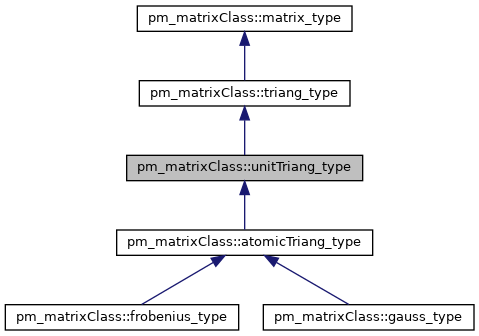 pm_matrixClass::matrix_type
pm_matrixClass::triang_type
pm_matrixClass::unitTriang_type
pm_matrixClass::atomicTriang_type
pm_matrixClass::frobenius_type
pm_matrixClass::gauss_type